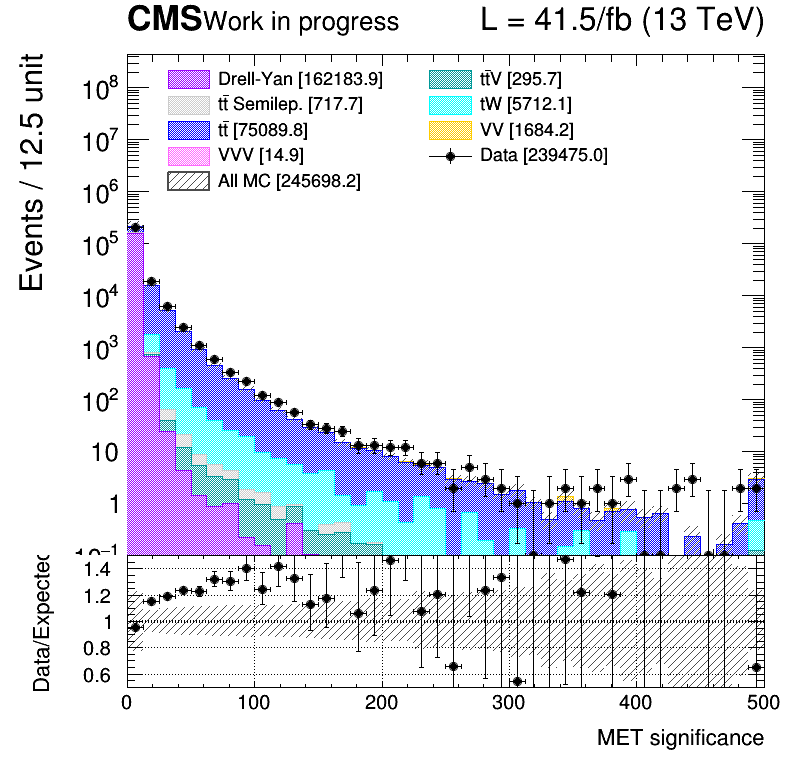 CMS Work in progress L = 41.5/fb (13 TeV)
Events / 12.5 unit
Drell-Yan [162183.9]
tt̄ Semilep. [717.7]
tt̄ [75089.8]
VVV [14.9]
All MC [245698.2]
tt̄V [295.7]
tW [5712.1]
VV [1684.2]
Data [239475.0]
10⁸
10⁷
10⁶
10⁵
10⁴
10³
10²
10
1
10⁻¹
Data/Expected
1.4
1.2
1
0.8
0.6
0 100 200 300 400 500
MET significance